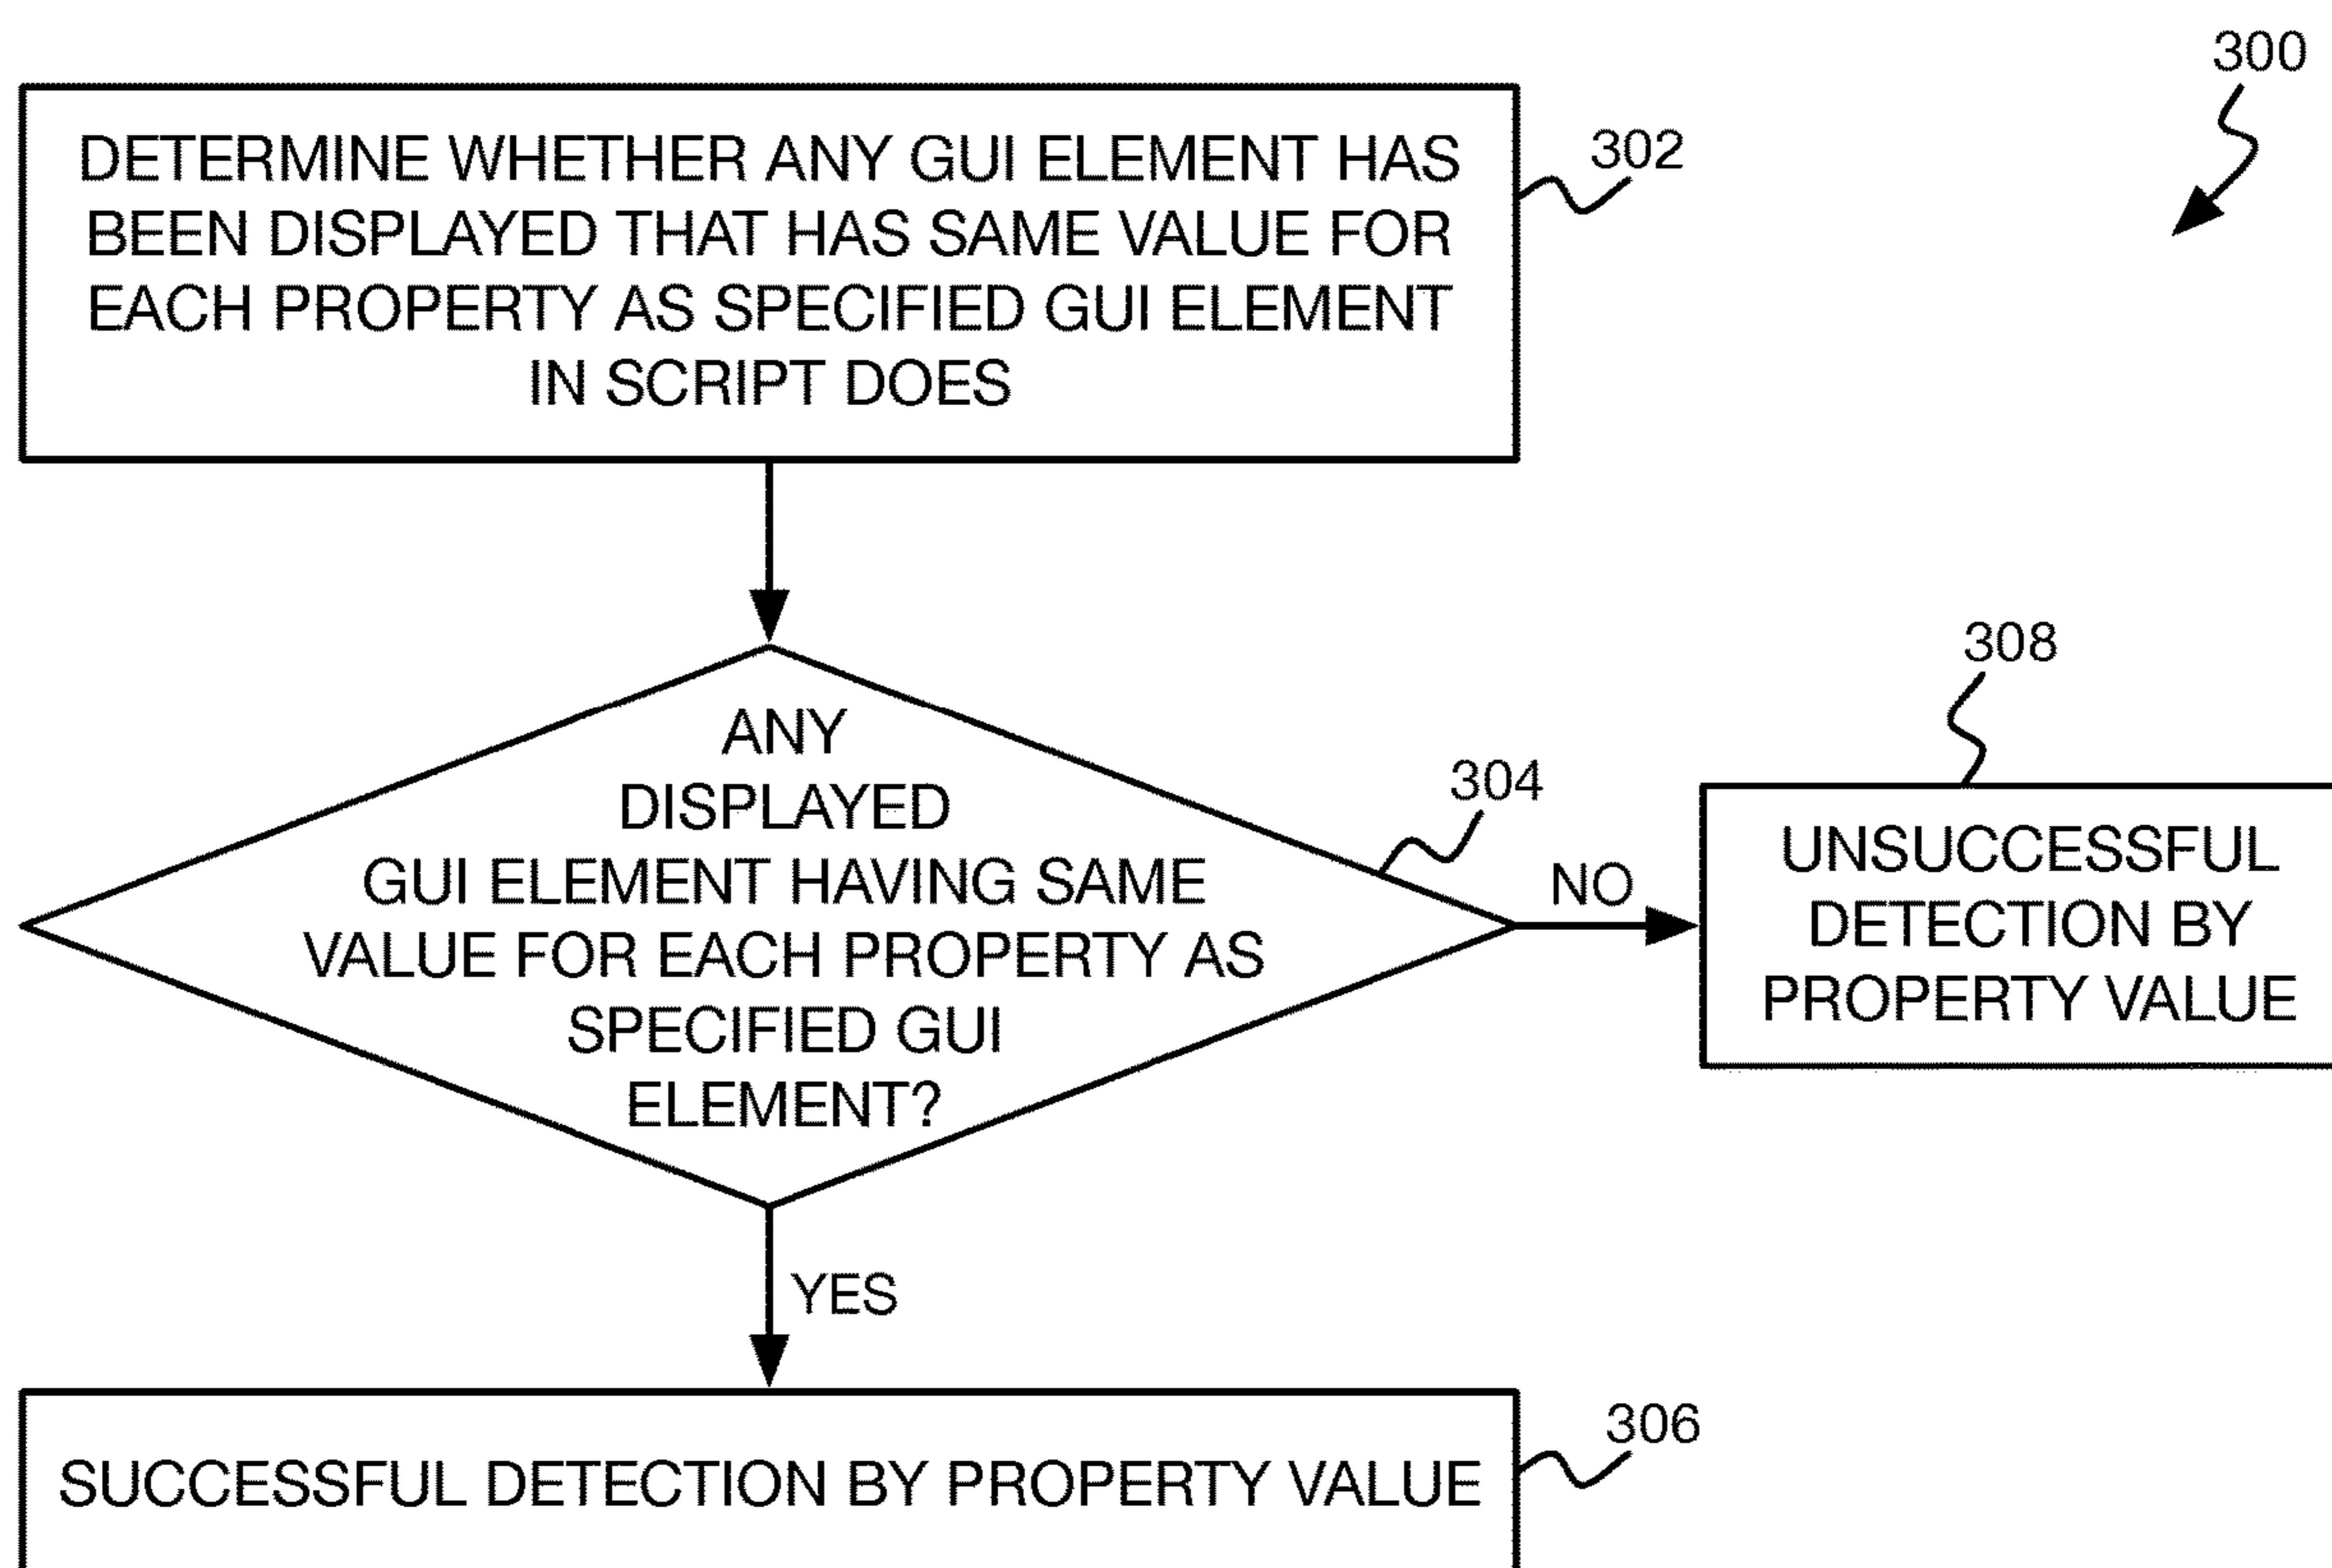 300
DETERMINE WHETHER ANY GUI ELEMENT HAS
BEEN DISPLAYED THAT HAS SAME VALUE FOR
EACH PROPERTY AS SPECIFIED GUI ELEMENT
IN SCRIPT DOES
302
ANY
DISPLAYED
GUI ELEMENT HAVING SAME
VALUE FOR EACH PROPERTY AS
SPECIFIED GUI
ELEMENT?
304
NO
308
UNSUCCESSFUL
DETECTION BY
PROPERTY VALUE
YES
SUCCESSFUL DETECTION BY PROPERTY VALUE
306